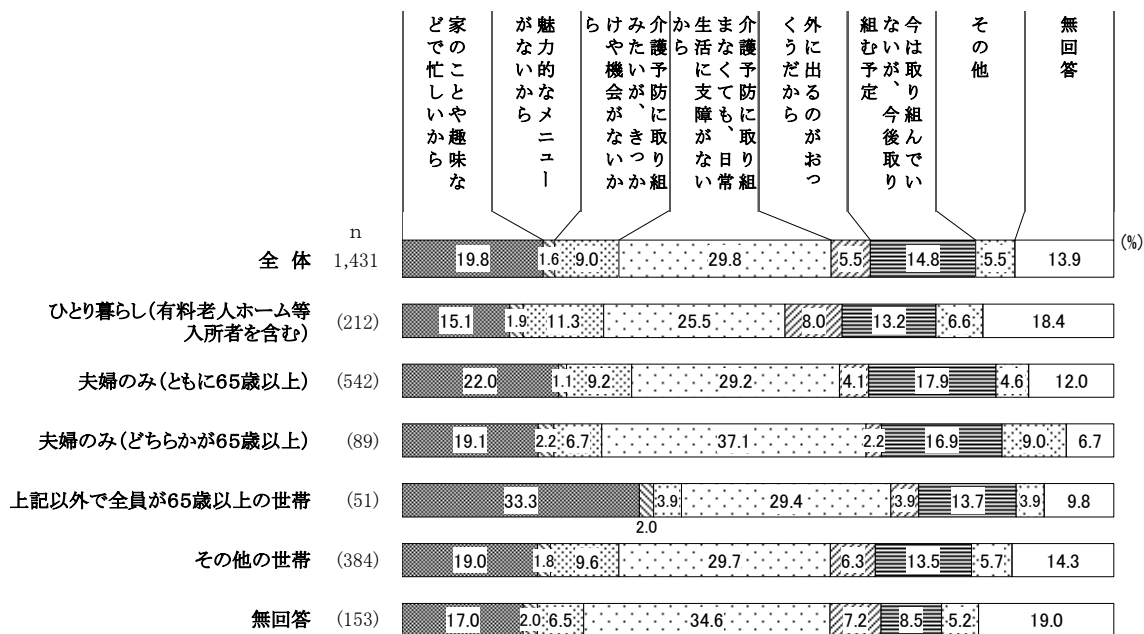 家のことや趣味な
どで忙しいから
魅力的なメニュー
がないから
介護予防に取り組
みたいが、きっか
けや機会がないか
ら
介護予防に取り組
まなくても、日常
生活に支障がない
から
外に出るのがおっ
くうだから
今は取り組んでい
ないが、今後取り
組む予定
その他
無回答
(%)
n
全 体 1,431 19.8 1.6 9.0 29.8 5.5 14.8 5.5 13.9
ひとり暮らし(有料老人ホーム等
入所者を含む) (212) 15.1 1.9 11.3 25.5 8.0 13.2 6.6 18.4
夫婦のみ(ともに65歳以上) (542) 22.0 1.1 9.2 29.2 4.1 17.9 4.6 12.0
夫婦のみ(どちらかが65歳以上) (89) 19.1 2.2 6.7 37.1 2.2 16.9 9.0 6.7
上記以外で全員が65歳以上の世帯 (51) 33.3 3.9 29.4 3.9 13.7 3.9 9.8
2.0
その他の世帯 (384) 19.0 1.8 9.6 29.7 6.3 13.5 5.7 14.3
無回答 (153) 17.0 2.0 6.5 34.6 7.2 8.5 5.2 19.0